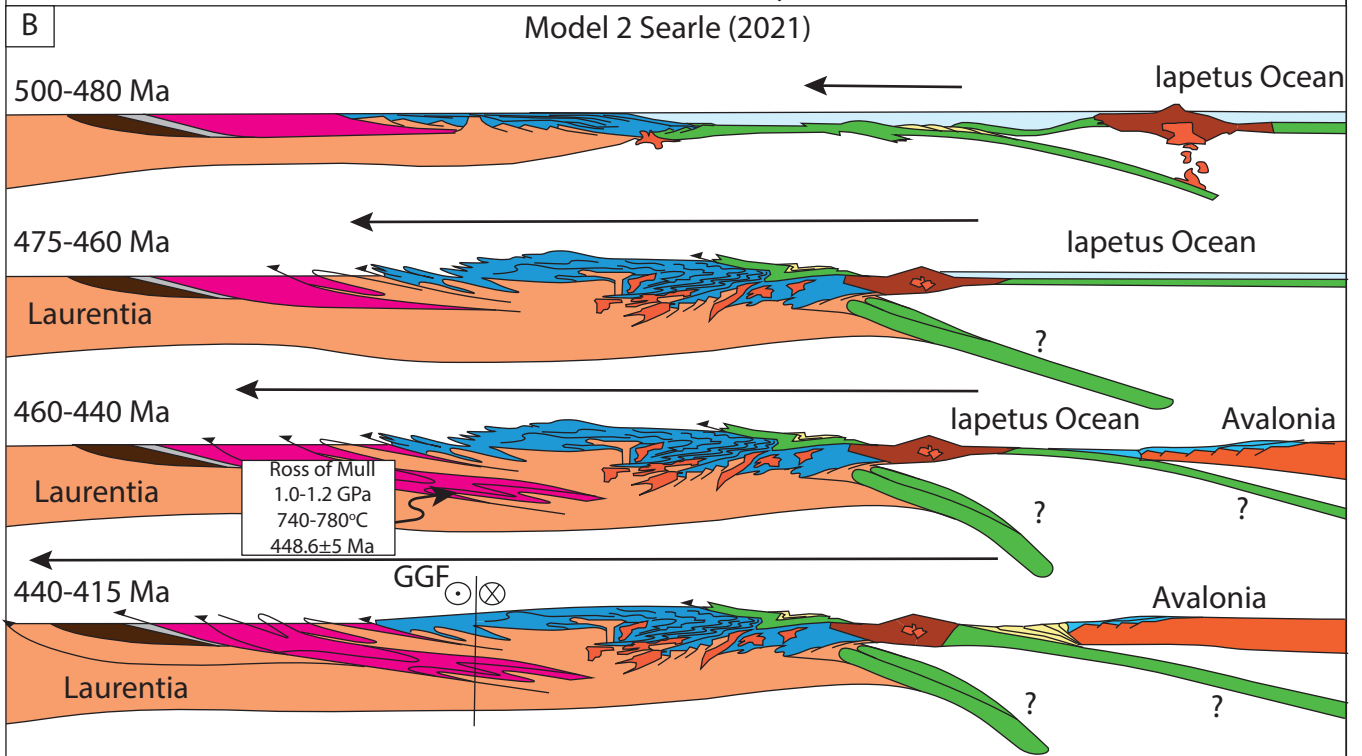 B
Model 2 Searle (2021)
500-480 Ma
Iapetus Ocean
475-460 Ma
Iapetus Ocean
Laurentia
?
460-440 Ma
Iapetus Ocean
Avalonia
Laurentia
Ross of Mull
1.0-1.2 GPa
740-780ºC
448.6±5 Ma
?
?
GGF
440-415 Ma
Avalonia
Laurentia
?
?